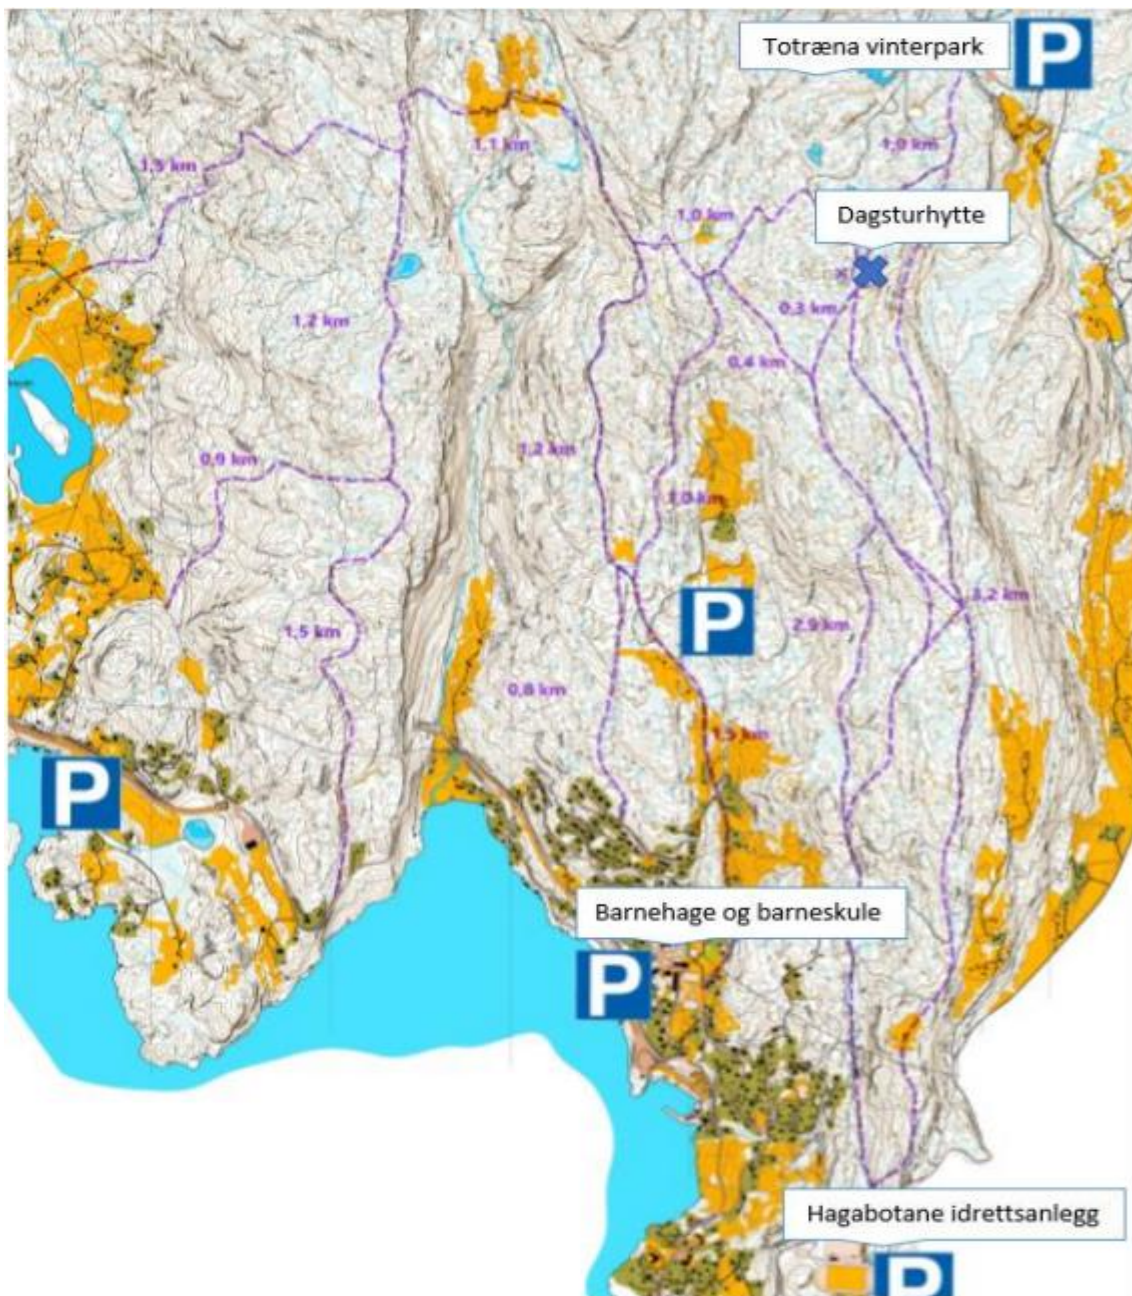 Totræna vinterpark
P
1,1 km
1,0 km
1,5 km
Dagsturhytte
1,0 km
0,3 km
1,2 km
0,4 km
1,2 km
0,9 km
1,0 km
3,2 km
P
2,9 km
1,5 km
0,8 km
1,5 km
P
Barnehage og barneskule
P
Hagabotane idrettsanlegg
P